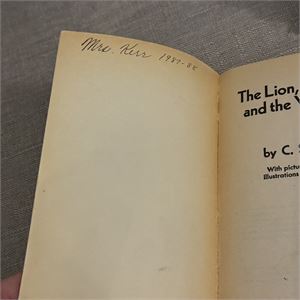 Mrs. Kerr 1987-88
The Lion,
and the
by C. S
With pictu
Illustrations